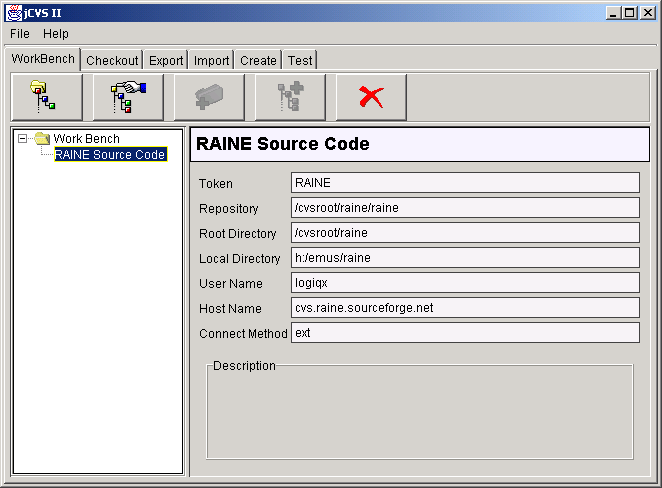 jCVS II
File Help
WorkBench Checkout Export Import Create Test
Work Bench
RAINE Source Code
RAINE Source Code
Token RAINE
Repository /cvsroot/raine/raine
Root Directory /cvsroot/raine
Local Directory h:/emus/raine
User Name logiqx
Host Name cvs.raine.sourceforge.net
Connect Method ext
Description